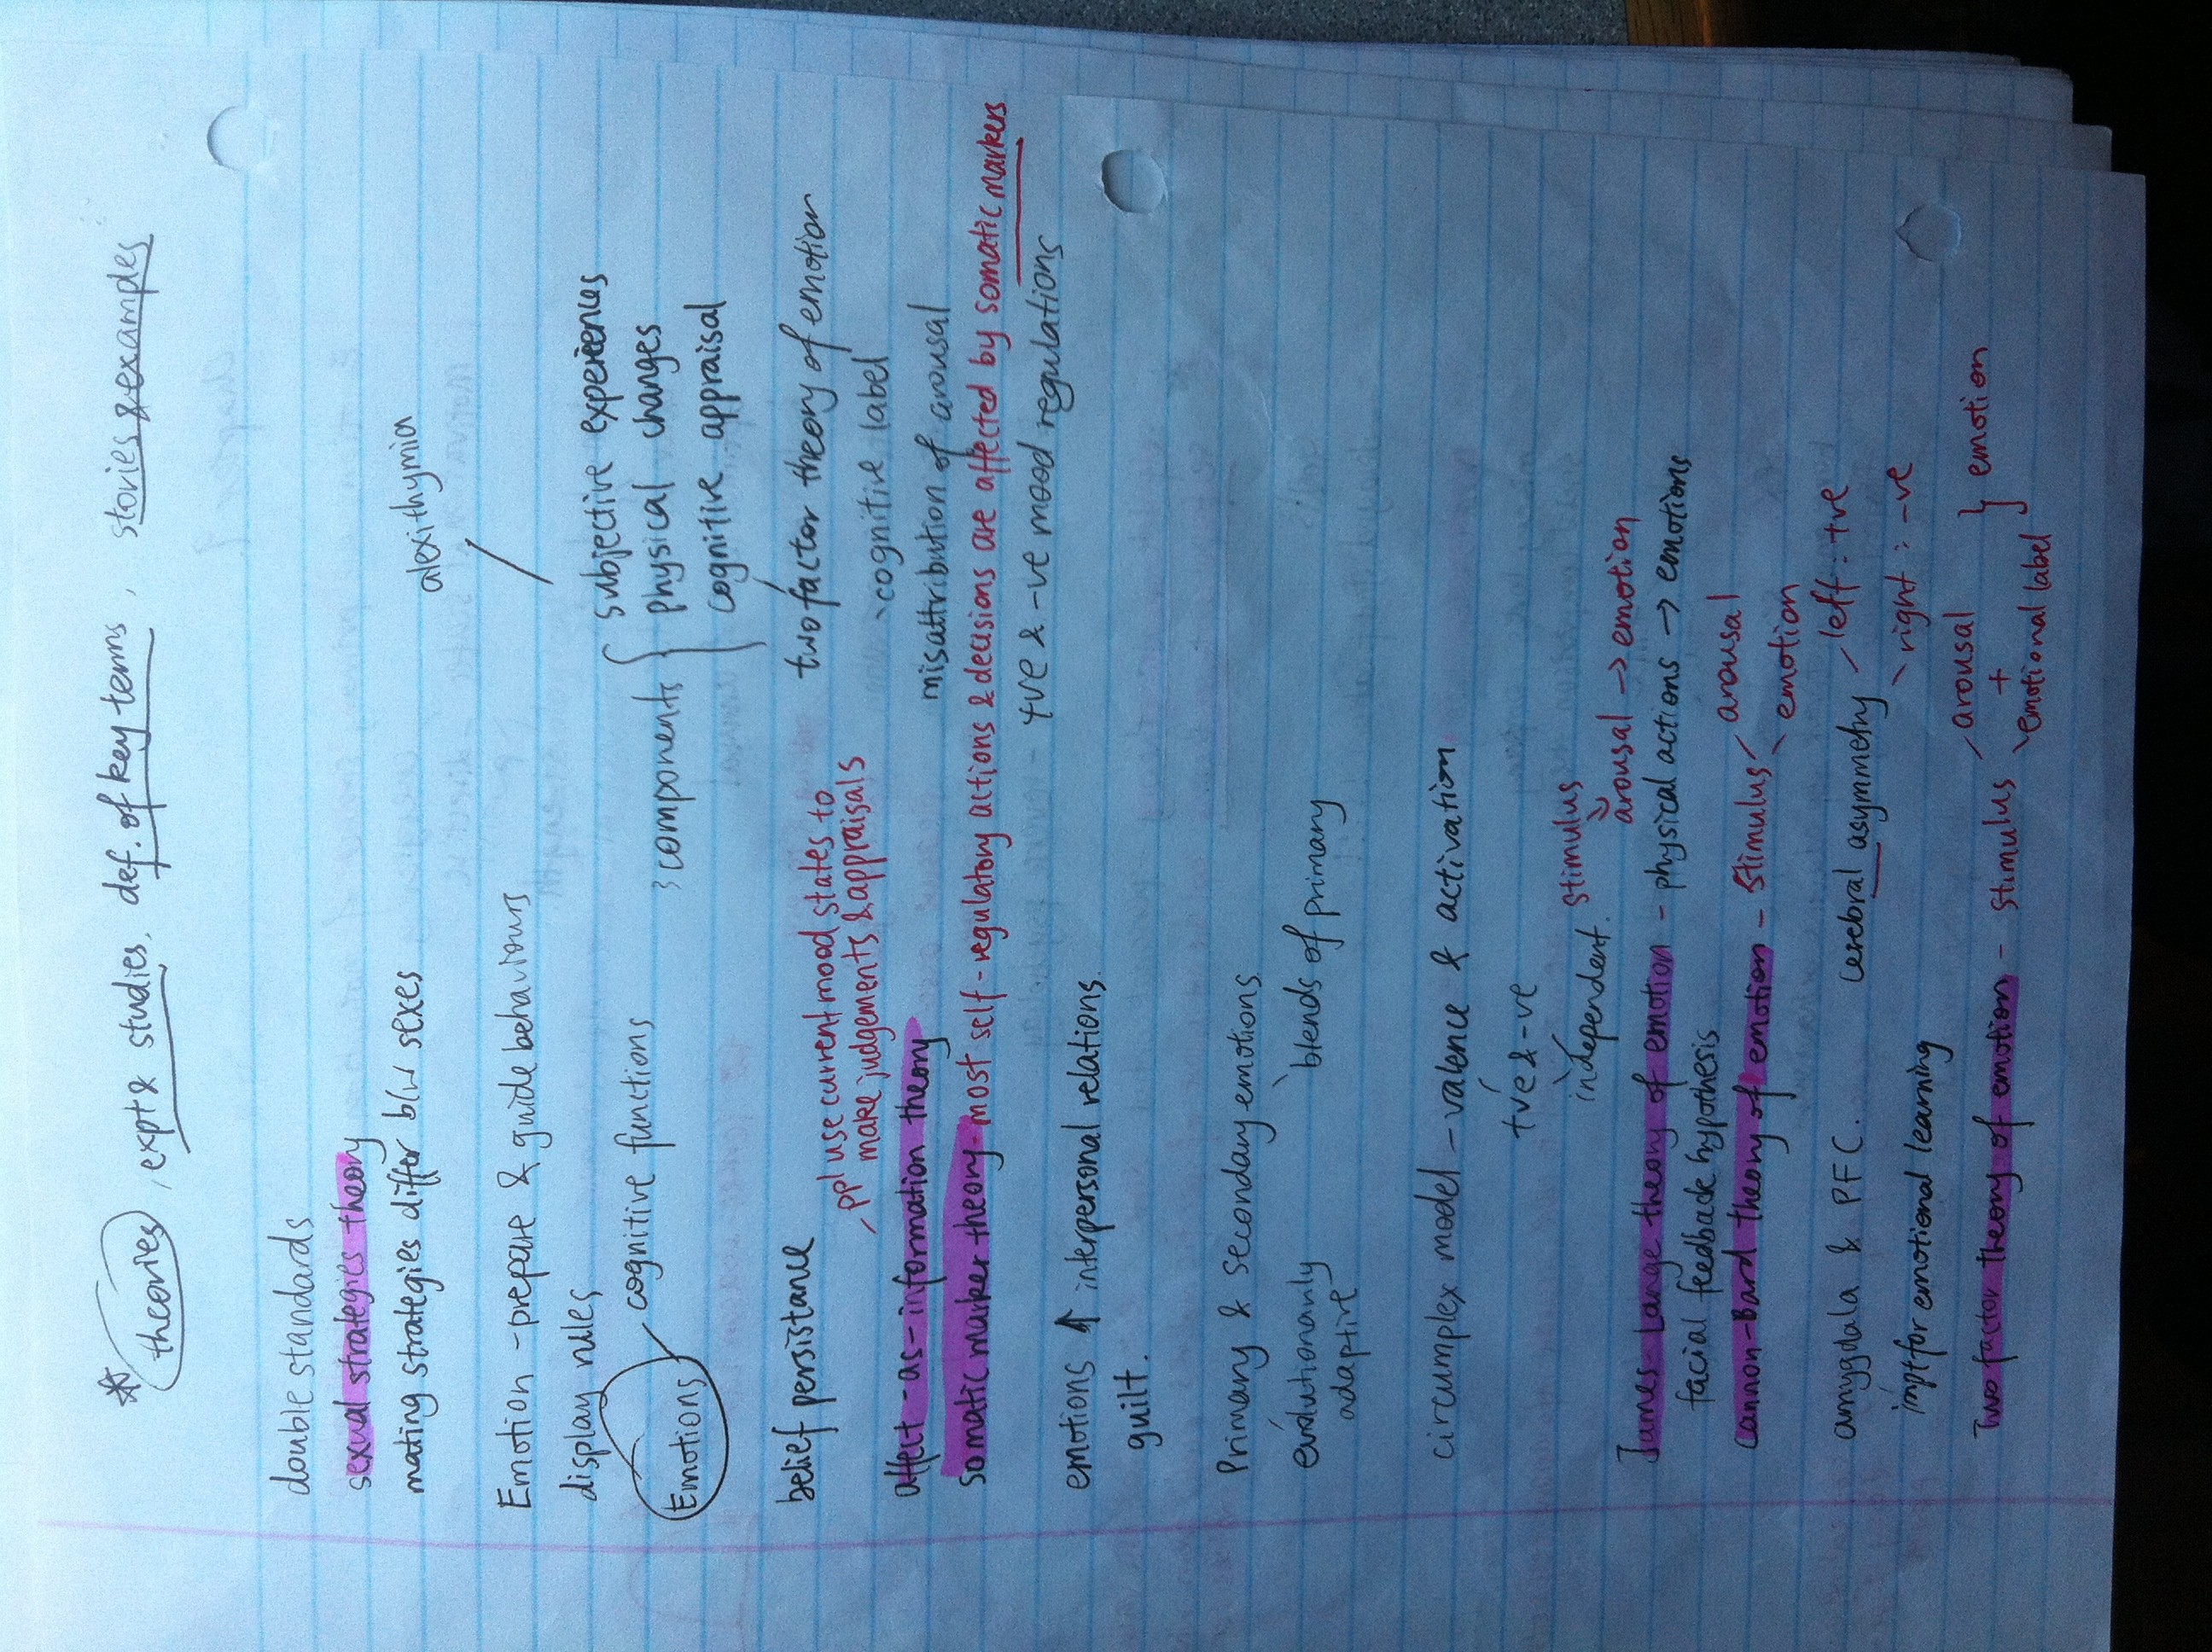 * theories, expt & studies, def. of key terms, stories & examples
double standards
sexual strategies theory
mating strategies differ b/w sexes
alexithymia
Emotion - prepare & guide behaviours
display rules
Emotions
cognitive functions
3 components { subjective experiences
physical changes
cognitive appraisal
belief persistance
two factor theory of emotion
cognitive label
ppl use current mood states to
make judgements & appraisals
affect-as-information theory
misattribution of arousal
somatic marker theory - most self-regulatory actions & decisions are affected by somatic markers
+ve & -ve mood regulations
emotions ↑ interpersonal relations.
guilt.
Primary & secondary emotions
evolutionarily
adaptive
blends of primary
circumplex model - valence & activation
+ve & -ve
independent.
stimulus
arousal → emotion
James-Lange theory of emotion - physical actions → emotions
facial feedback hypothesis
Cannon-Bard theory of emotion - stimulus
arousal
emotion
amygdala & PFC.
impt for emotional learning
cerebral asymmetry
left : +ve
right : -ve
Two factor theory of emotion - stimulus
arousal
+
emotional label
} emotion